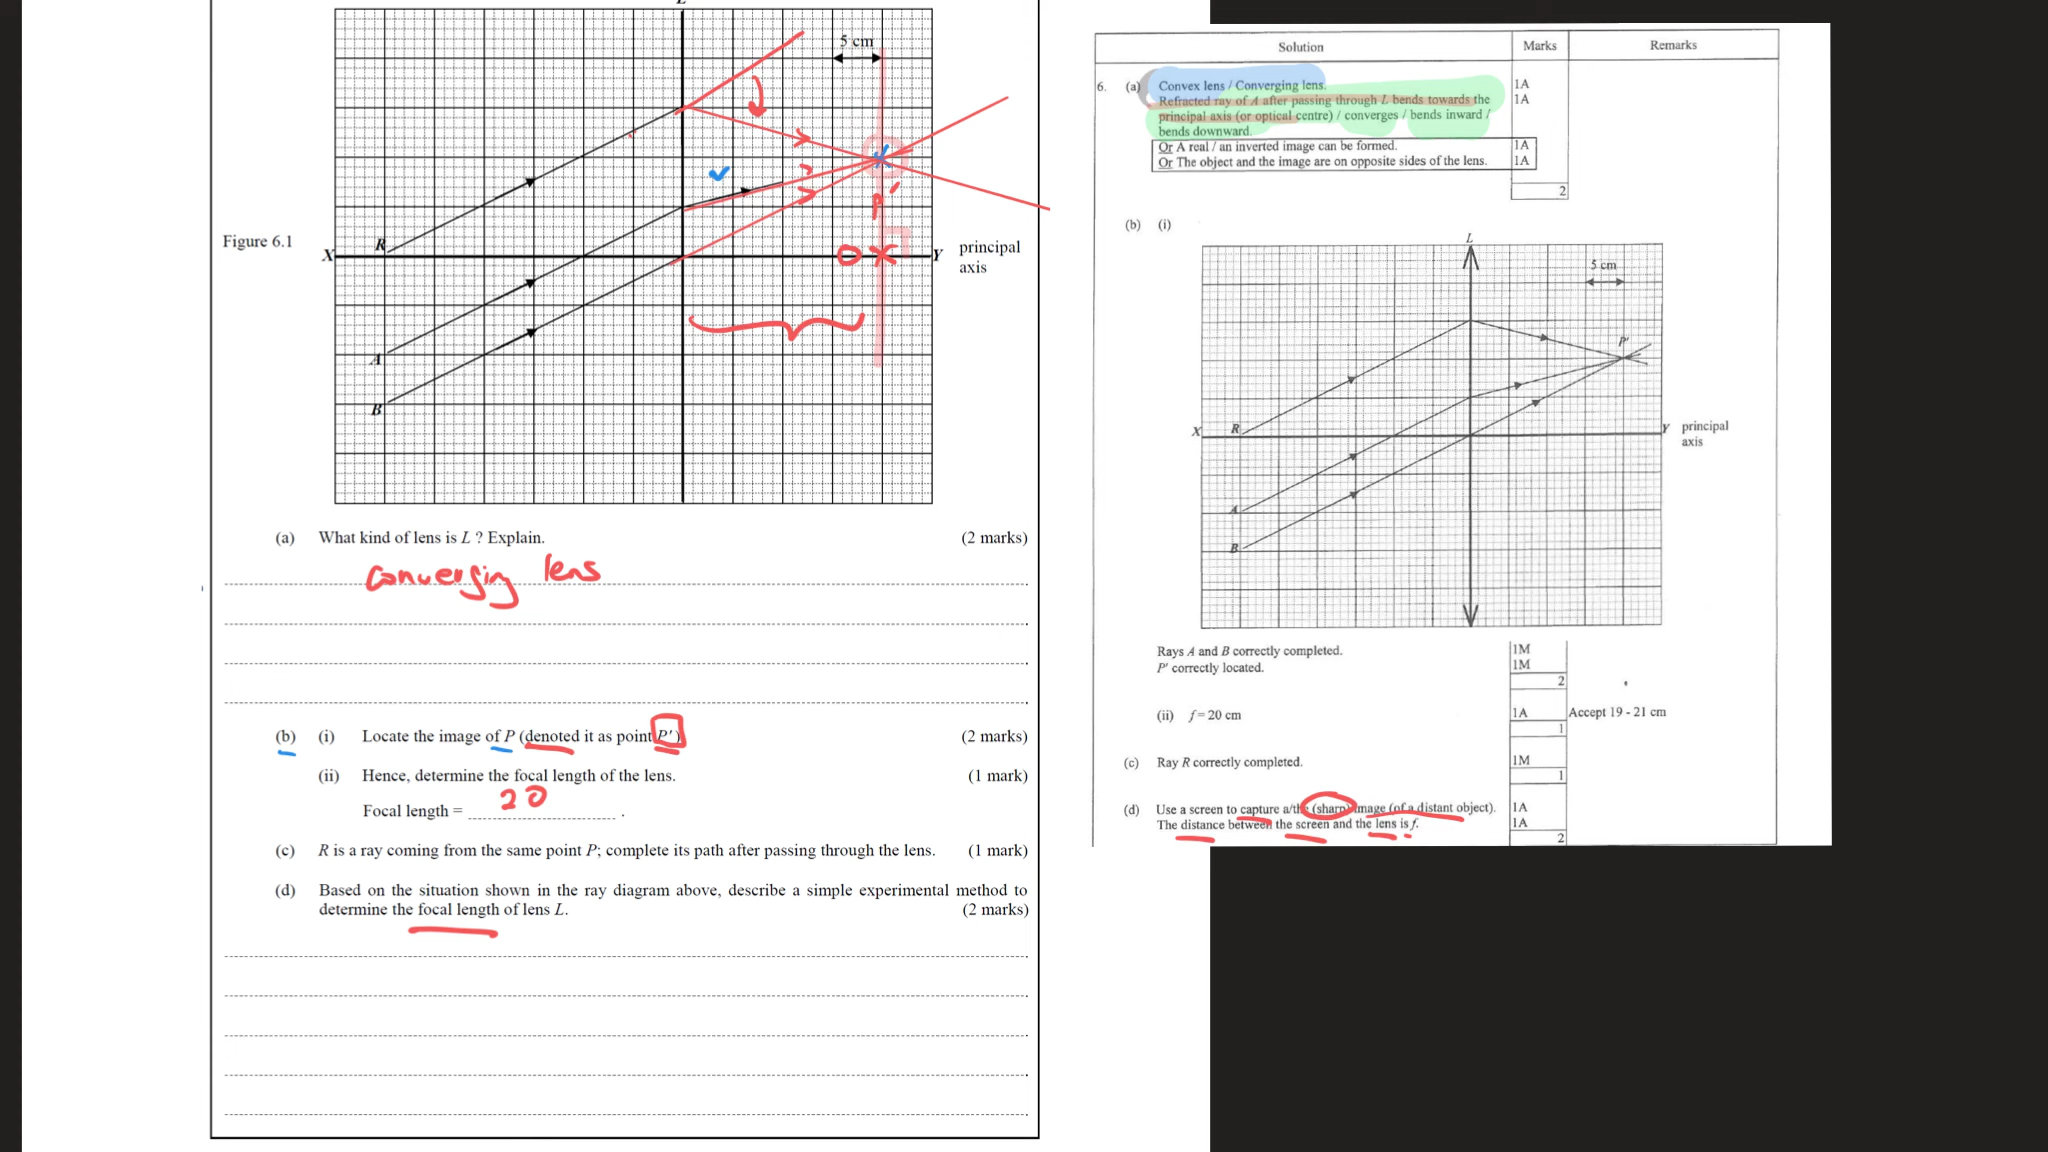 L
5 cm
Figure 6.1
X
R
A
B
P'
O
Y
principal
axis
(a) What kind of lens is L ? Explain. (2 marks)
converging lens
(b) (i) Locate the image of P (denoted it as point P') (2 marks)
(ii) Hence, determine the focal length of the lens. (1 mark)
Focal length = 20 .
(c) R is a ray coming from the same point P; complete its path after passing through the lens. (1 mark)
(d) Based on the situation shown in the ray diagram above, describe a simple experimental method to
determine the focal length of lens L. (2 marks)
Solution Marks Remarks
6. (a) Convex lens / Converging lens. 1A
Refracted ray of A after passing through L bends towards the 1A
principal axis (or optical centre) / converges / bends inward /
bends downward.
Or A real / an inverted image can be formed. 1A
Or The object and the image are on opposite sides of the lens. 1A
2
(b) (i)
L
5 cm
P'
X
R
Y principal
axis
A
B
Rays A and B correctly completed. 1M
P' correctly located. 1M
2
(ii) f = 20 cm 1A Accept 19 - 21 cm
1
(c) Ray R correctly completed. 1M
1
(d) Use a screen to capture a/the (sharp) image (of a distant object). 1A
The distance between the screen and the lens is f. 1A
2